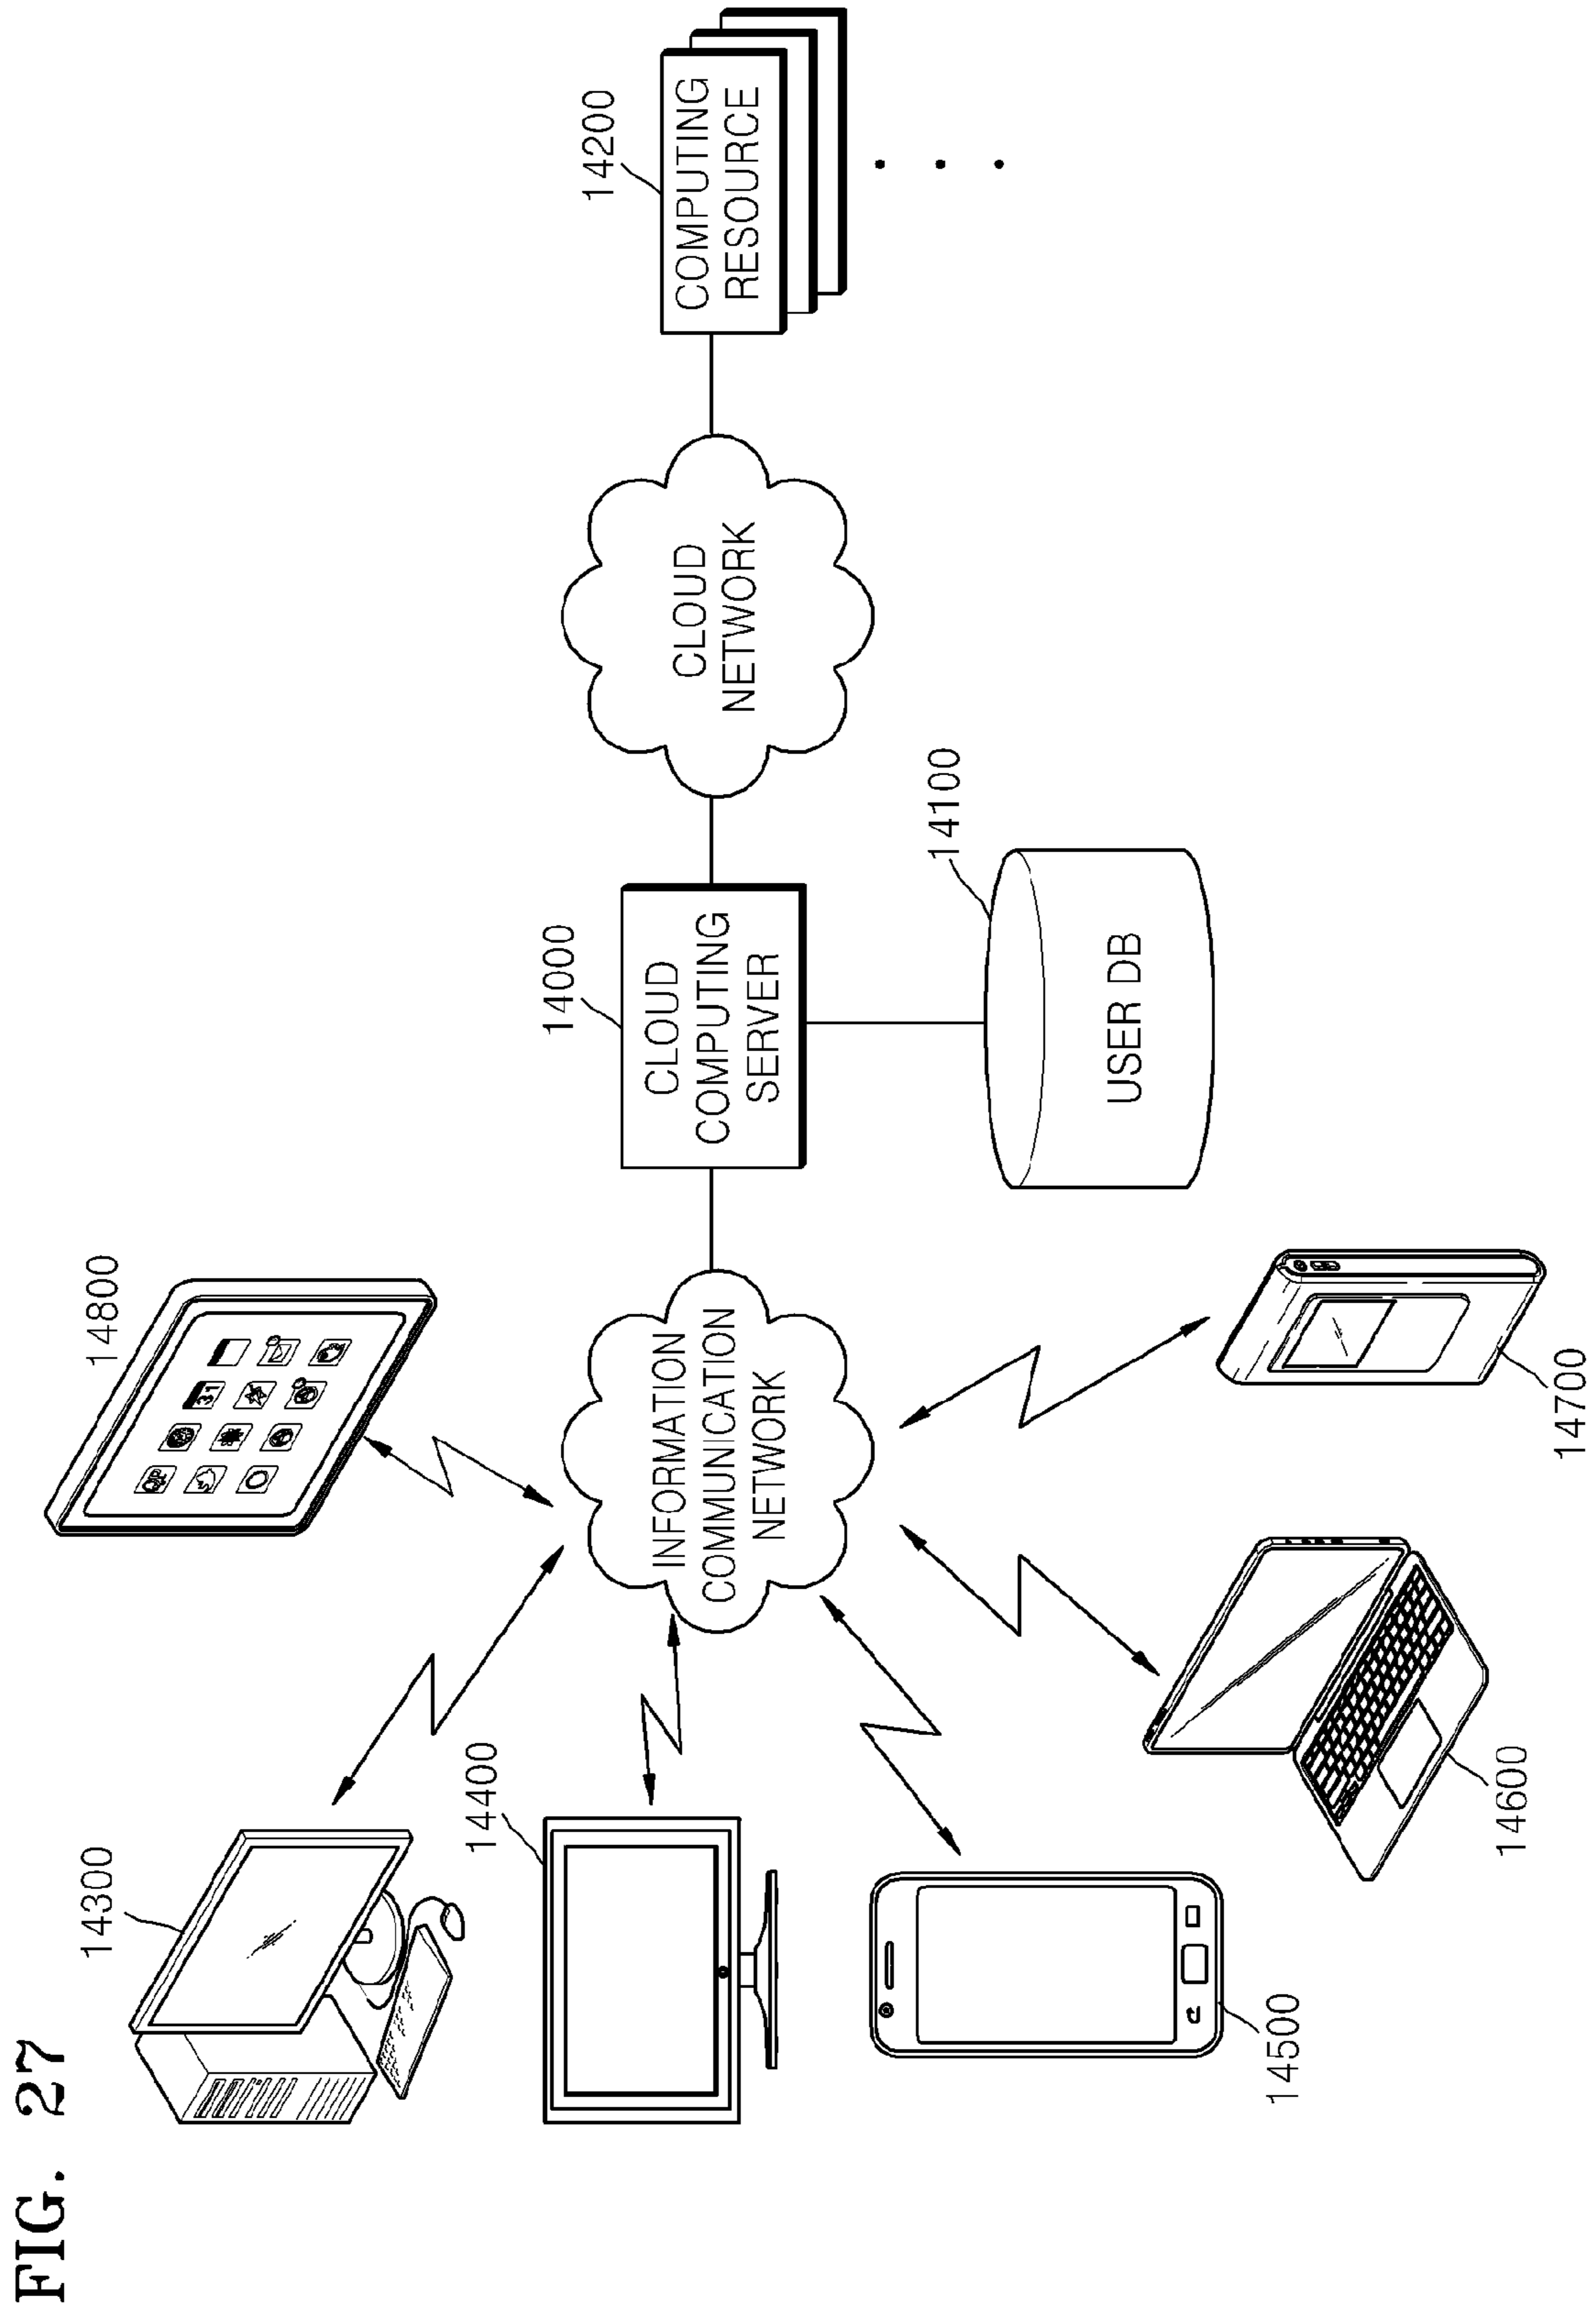 FIG. 27
14300
14800
14400
14500
14600
14700
INFORMATION
COMMUNICATION
NETWORK
14000
CLOUD
COMPUTING
SERVER
14100
USER DB
CLOUD
NETWORK
14200
COMPUTING
RESOURCE
31